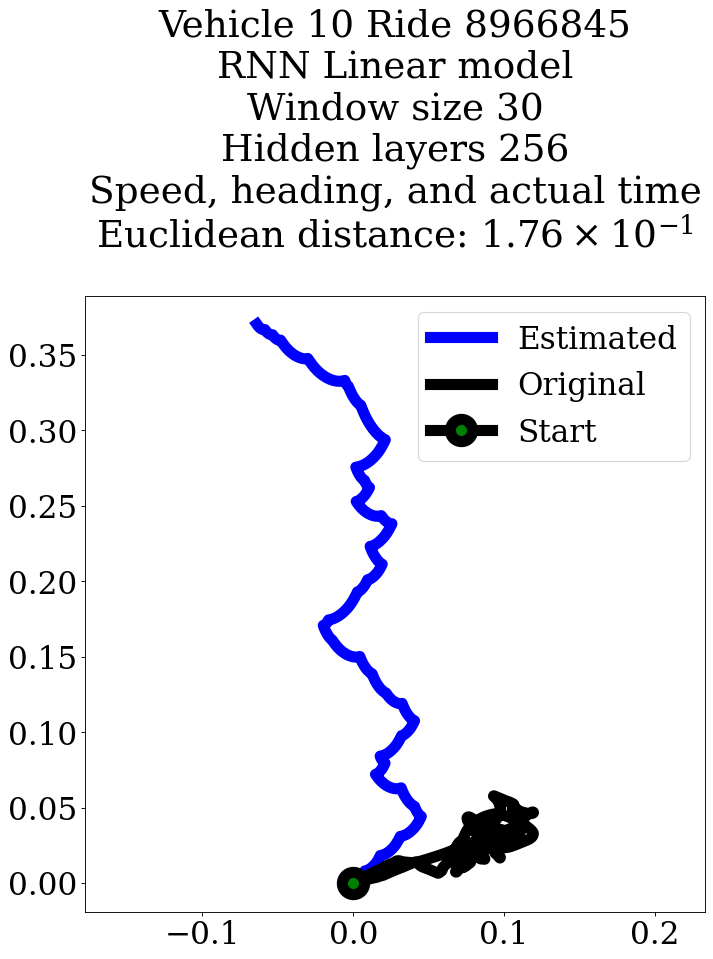 Vehicle 10 Ride 8966845
RNN Linear model
Window size 30
Hidden layers 256
Speed, heading, and actual time
Euclidean distance: 1.76 × 10⁻¹
Estimated
Original
Start
0.35
0.30
0.25
0.20
0.15
0.10
0.05
0.00
−0.1 0.0 0.1 0.2